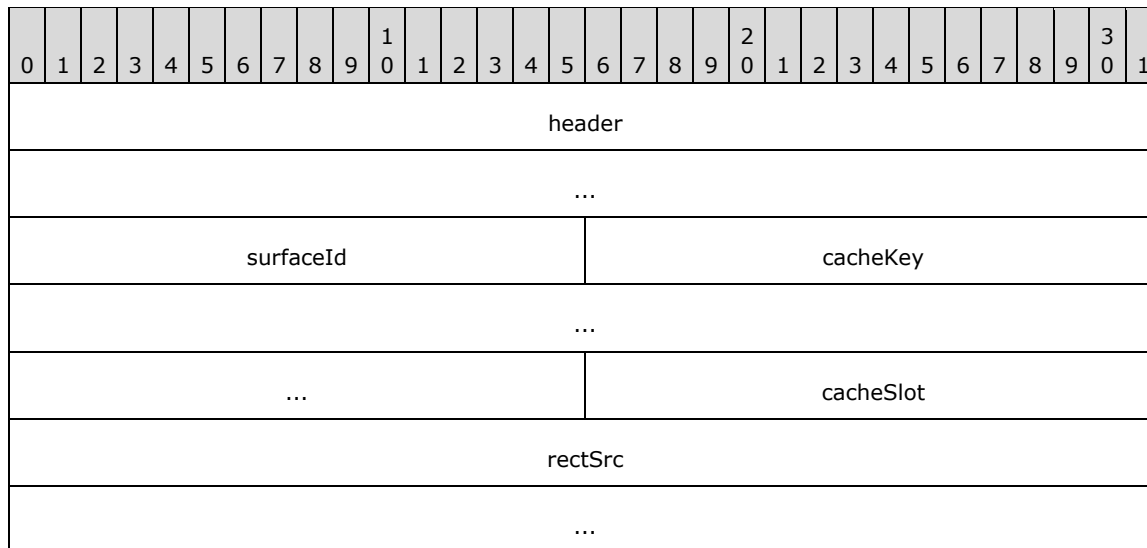 1 2 3
0 1 2 3 4 5 6 7 8 9 0 1 2 3 4 5 6 7 8 9 0 1 2 3 4 5 6 7 8 9 0 1
header
...
surfaceId cacheKey
...
... cacheSlot
rectSrc
...